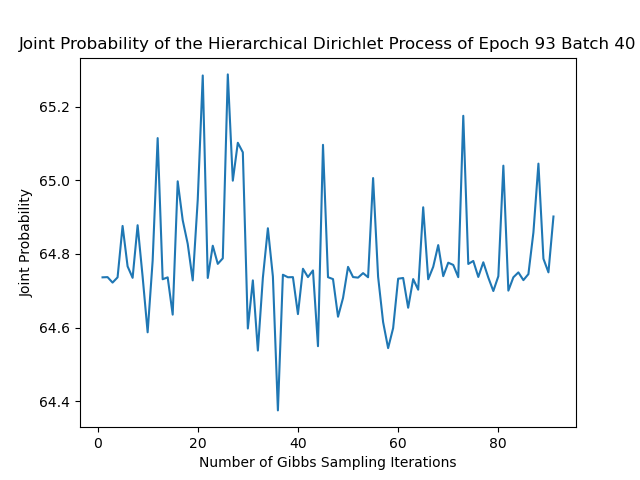 Joint Probability of the Hierarchical Dirichlet Process of Epoch 93 Batch 40
65.2
65.0
64.8
64.6
64.4
Joint Probability
0 20 40 60 80
Number of Gibbs Sampling Iterations